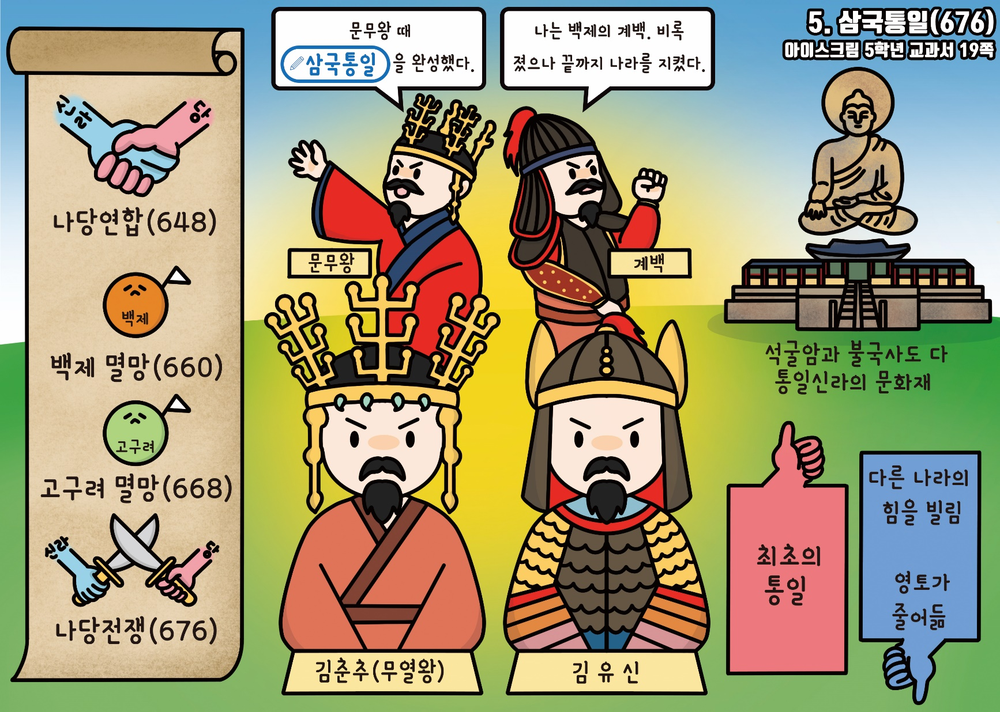 5. 삼국통일(676)
아이스크림 5학년 교과서 19쪽
문무왕 때
삼국통일 을 완성했다.
나는 백제의 계백. 비록
졌으나 끝까지 나라를 지켰다.
신라
당
나당연합(648)
백제
백제 멸망(660)
고구려
고구려 멸망(668)
신라
당
나당전쟁(676)
문무왕
계백
김춘추(무열왕)
김 유 신
석굴암과 불국사도 다
통일신라의 문화재
최초의
통일
다른 나라의
힘을 빌림
영토가
줄어듦